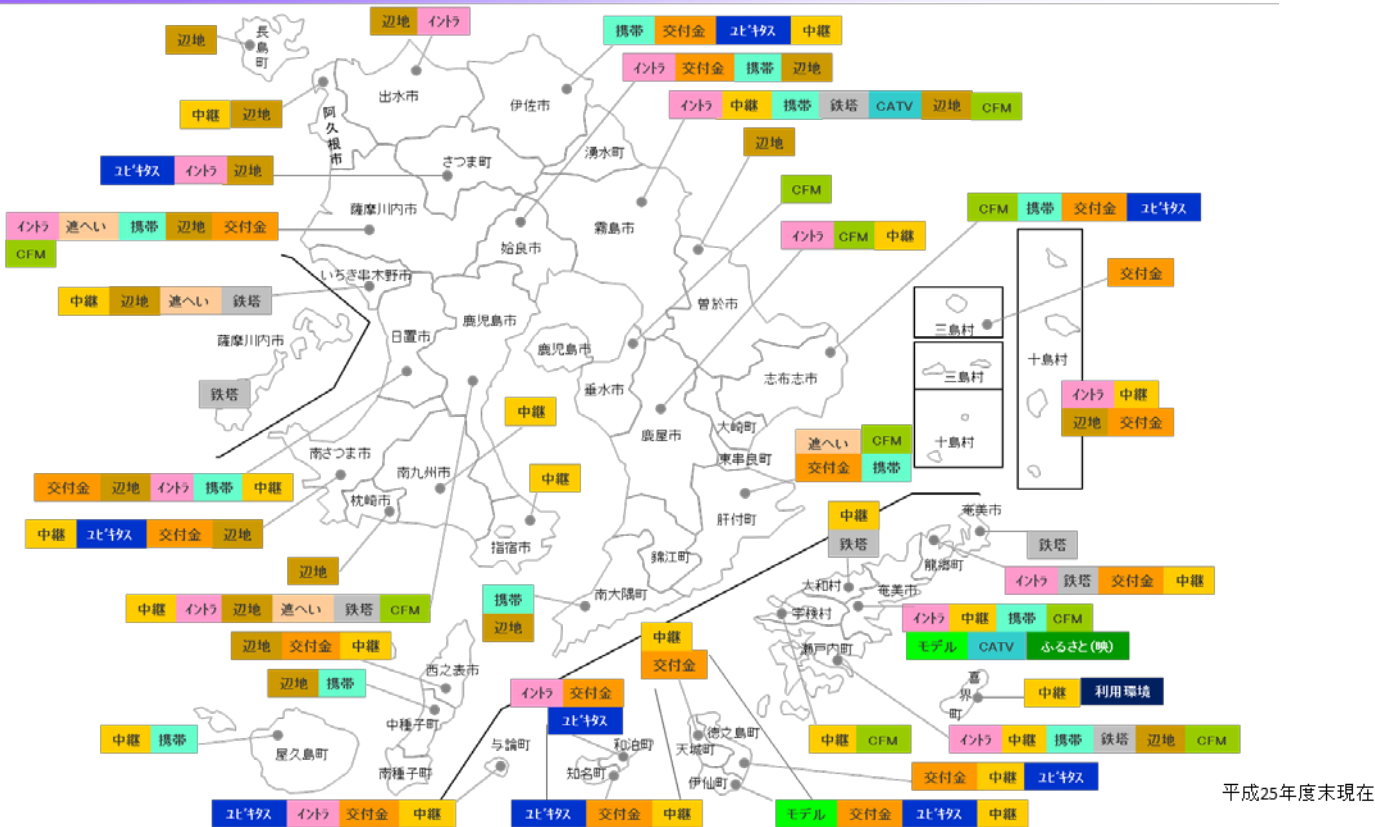 辺地 イントラ
携帯 交付金 ユビキタス 中継
長島町
辺地
イントラ 交付金 携帯 辺地
出水市
伊佐市
イントラ 中継 携帯 鉄塔 CATV 辺地 CFM
中継 辺地
阿久根市
湧水町
辺地
さつま町
ユビキタス イントラ 辺地
CFM
薩摩川内市
CFM 携帯 交付金 ユビキタス
イントラ 遮へい 携帯 辺地 交付金
CFM
霧島市
姶良市
イントラ CFM 中継
いちき串木野市
交付金
中継 辺地 遮へい 鉄塔
曽於市
鹿児島市
三島村
薩摩川内市
日置市
鹿児島市
十島村
三島村
志布志市
垂水市
鉄塔
イントラ 中継
辺地 交付金
中継
大崎町
鹿屋市
遮へい CFM
交付金 携帯
十島村
東串良町
南さつま市
南九州市
中継
交付金 辺地 イントラ 携帯 中継
枕崎市
中継
鉄塔
奄美市
肝付町
中継 ユビキタス 交付金 辺地
指宿市
鉄塔
錦江町
龍郷町
辺地
イントラ 鉄塔 交付金 中継
大和村
奄美市
南大隅町
携帯
辺地
中継 イントラ 辺地 遮へい 鉄塔 CFM
宇検村
イントラ 中継 携帯 CFM
モデル CATV ふるさと(映)
中継
交付金
辺地 交付金 中継
瀬戸内町
西之表市
辺地 携帯
喜界町
中継 利用環境
イントラ 交付金
ユビキタス
中種子町
中継 携帯
屋久島町
徳之島町
与論町
和泊町
天城町
中継 CFM
イントラ 中継 携帯 鉄塔 辺地 CFM
南種子町
知名町
伊仙町
交付金 中継 ユビキタス
平成25年度末現在
ユビキタス イントラ 交付金 中継
ユビキタス 交付金 中継
モデル 交付金 ユビキタス 中継